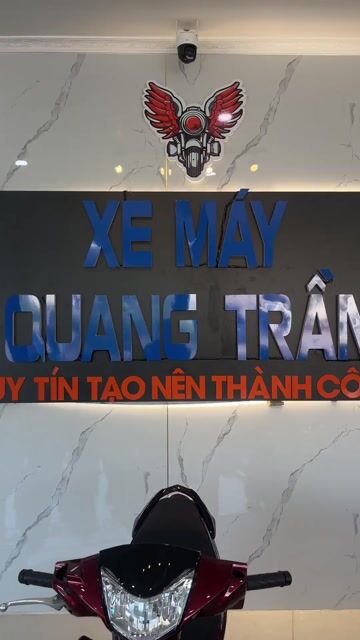 XE MÁY
QUANG TRẦN
UY TÍN TẠO NÊN THÀNH CÔ